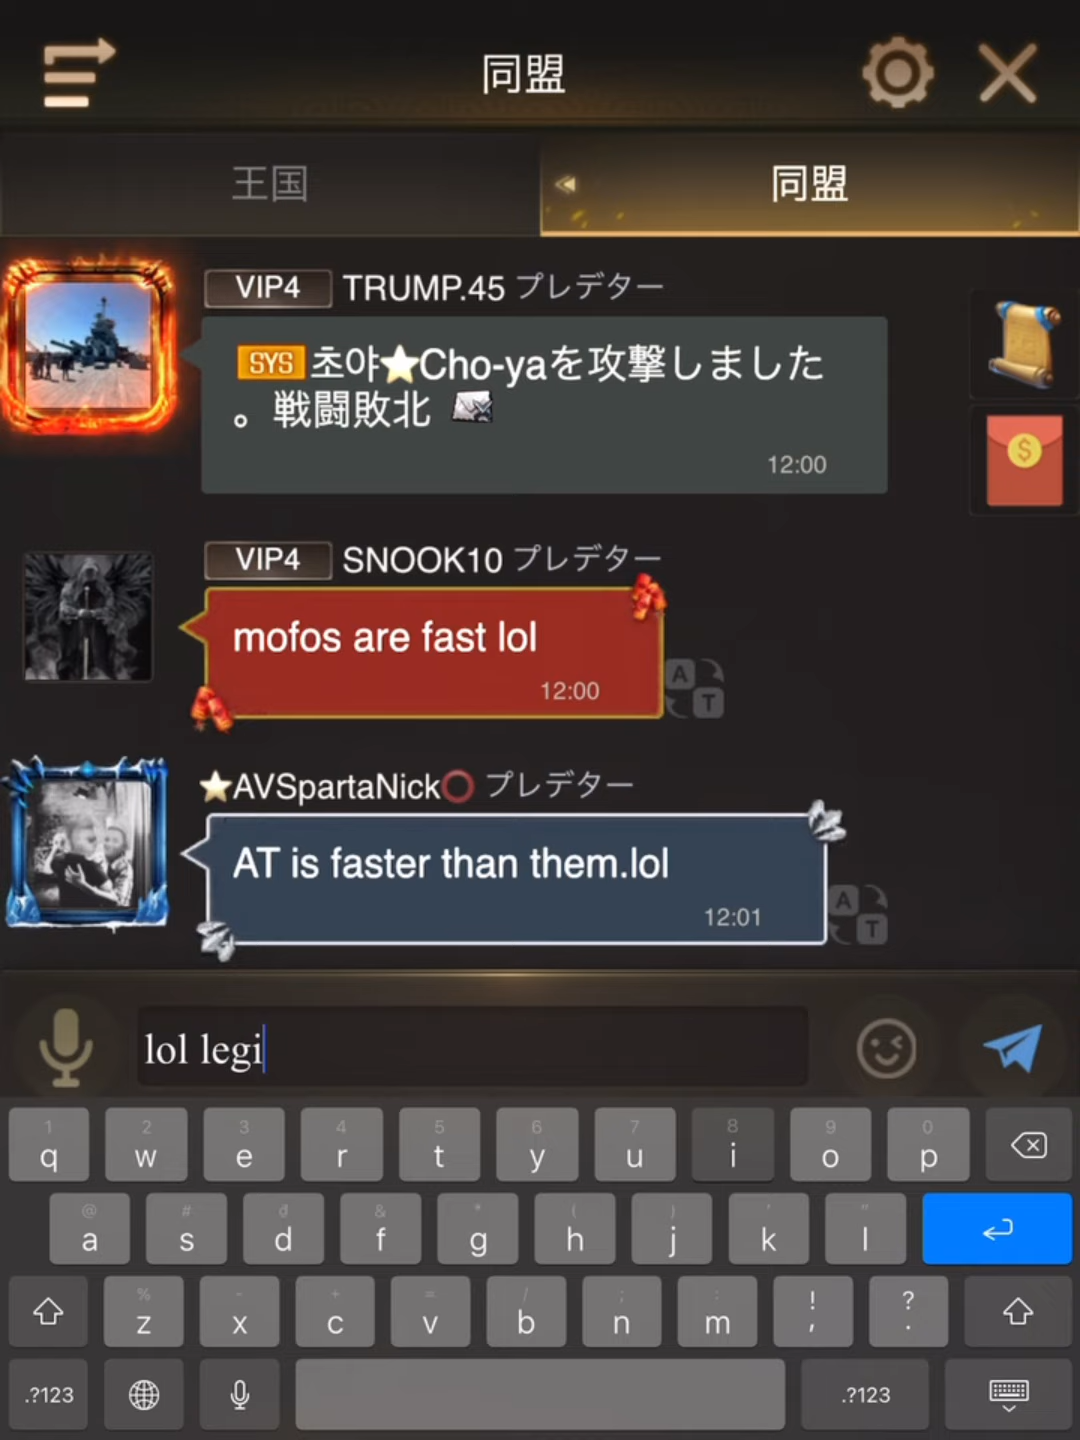 同盟
王国
同盟
VIP4 TRUMP.45 プレデター
SYS 초야⭐Cho-yaを攻撃しました
。戦闘敗北
12:00
VIP4 SNOOK10 プレデター
mofos are fast lol
12:00
A T
⭐AVSpartaNick⭕ プレデター
AT is faster than them.lol
12:01
A T
lol legi
1 2 3 4 5 6 7 8 9 0
q w e r t y u i o p
@ # ₫ & * ( ) ' "
a s d f g h j k l
% - + = / ; : ! ?
z x c v b n m , .
.?123 .?123